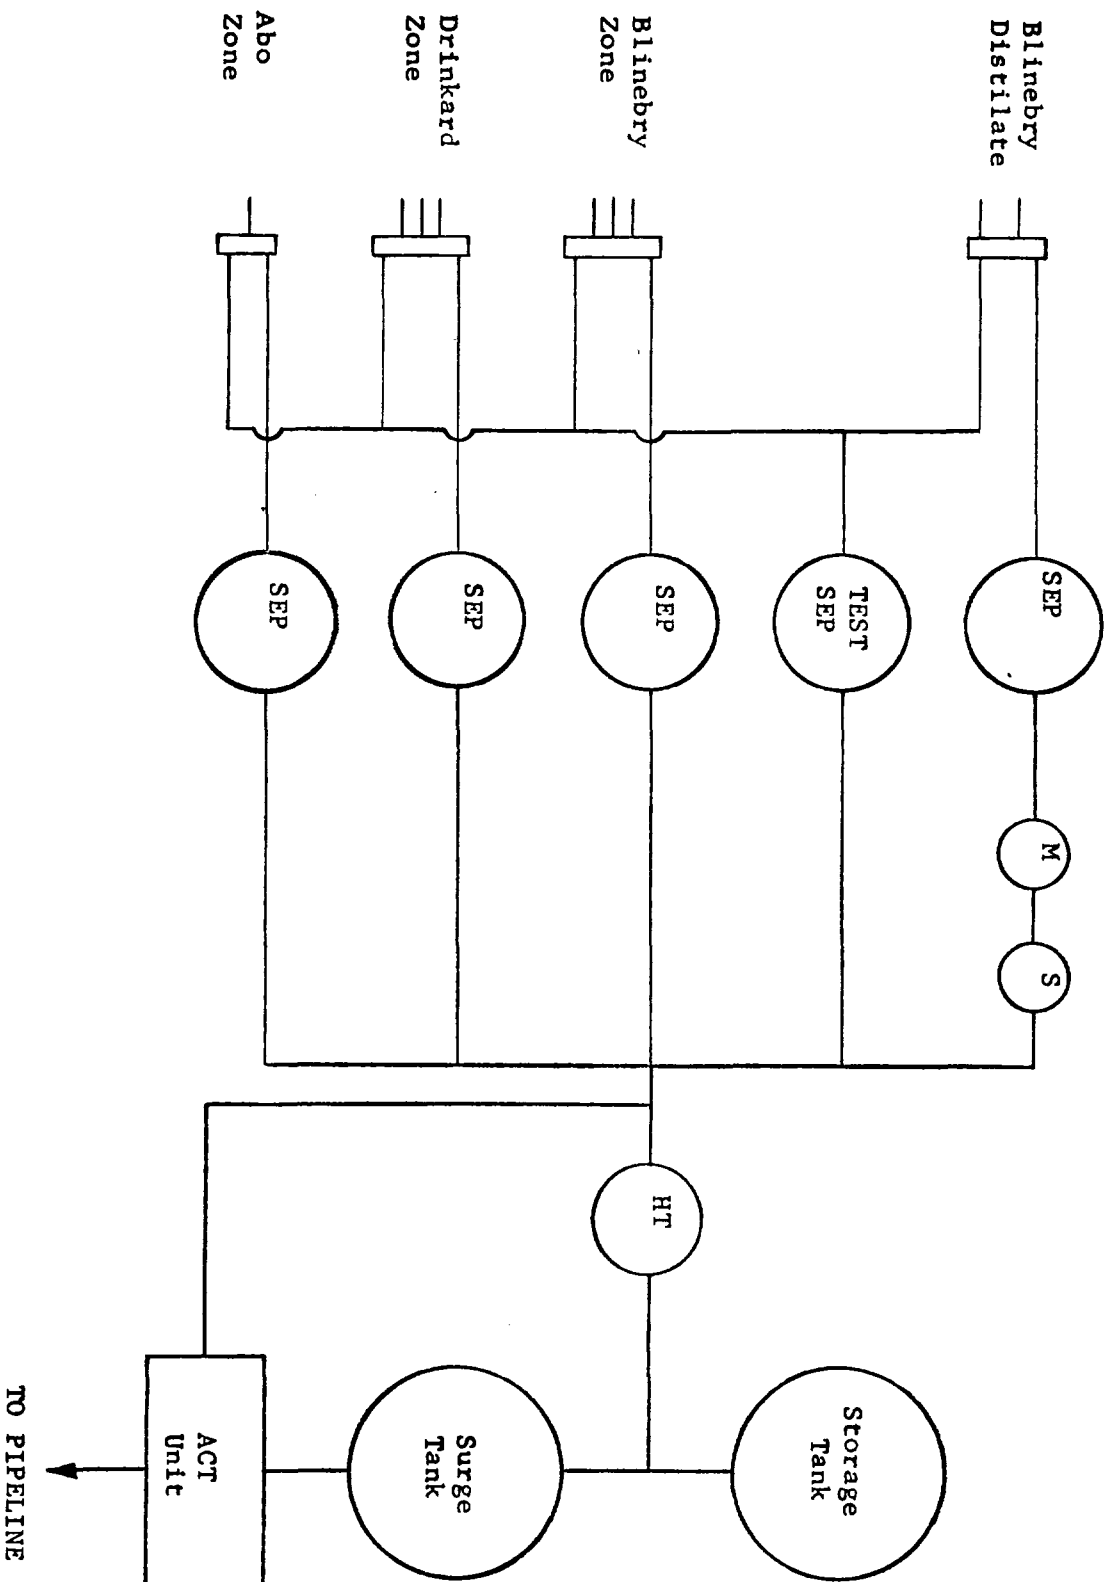 Blinebry
Distilate
Blinebry
Zone
Drinkard
Zone
Abo
Zone
SEP
TEST
SEP
SEP
SEP
SEP
M
S
HT
Storage
Tank
Surge
Tank
ACT
Unit
TO PIPELINE